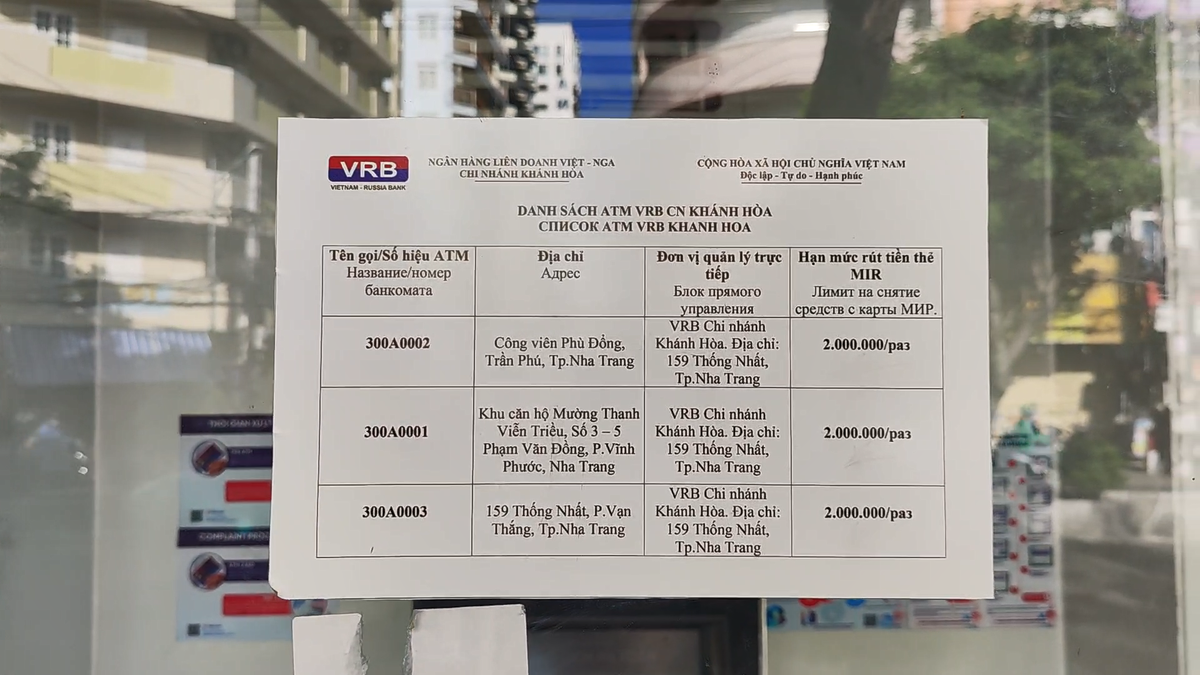 VRB
VIETNAM - RUSSIA BANK
NGÂN HÀNG LIÊN DOANH VIỆT - NGA
CHI NHÁNH KHÁNH HÒA
CỘNG HÒA XÃ HỘI CHỦ NGHĨA VIỆT NAM
Độc lập - Tự do - Hạnh phúc
DANH SÁCH ATM VRB CN KHÁNH HÒA
СПИСОК ATM VRB KHANH HOA
Tên gọi/Số hiệu ATM
Название/номер
банкомата
Địa chỉ
Адрес
Đơn vị quản lý trực
tiếp
Блок прямого
управления
Hạn mức rút tiền thẻ
MIR
Лимит на снятие
средств с карты МИР.
300A0002
Công viên Phù Đổng,
Trần Phú, Tp.Nha Trang
VRB Chi nhánh
Khánh Hòa. Địa chỉ:
159 Thống Nhất,
Tp.Nha Trang
2.000.000/раз
300A0001
Khu căn hộ Mường Thanh
Viễn Triều, Số 3 – 5
Phạm Văn Đồng, P.Vĩnh
Phước, Nha Trang
VRB Chi nhánh
Khánh Hòa. Địa chỉ:
159 Thống Nhất,
Tp.Nha Trang
2.000.000/раз
300A0003
159 Thống Nhất, P.Vạn
Thắng, Tp.Nha Trang
VRB Chi nhánh
Khánh Hòa. Địa chỉ:
159 Thống Nhất,
Tp.Nha Trang
2.000.000/раз
THỜI GIAN XỬ L
COMPLAINT PROC